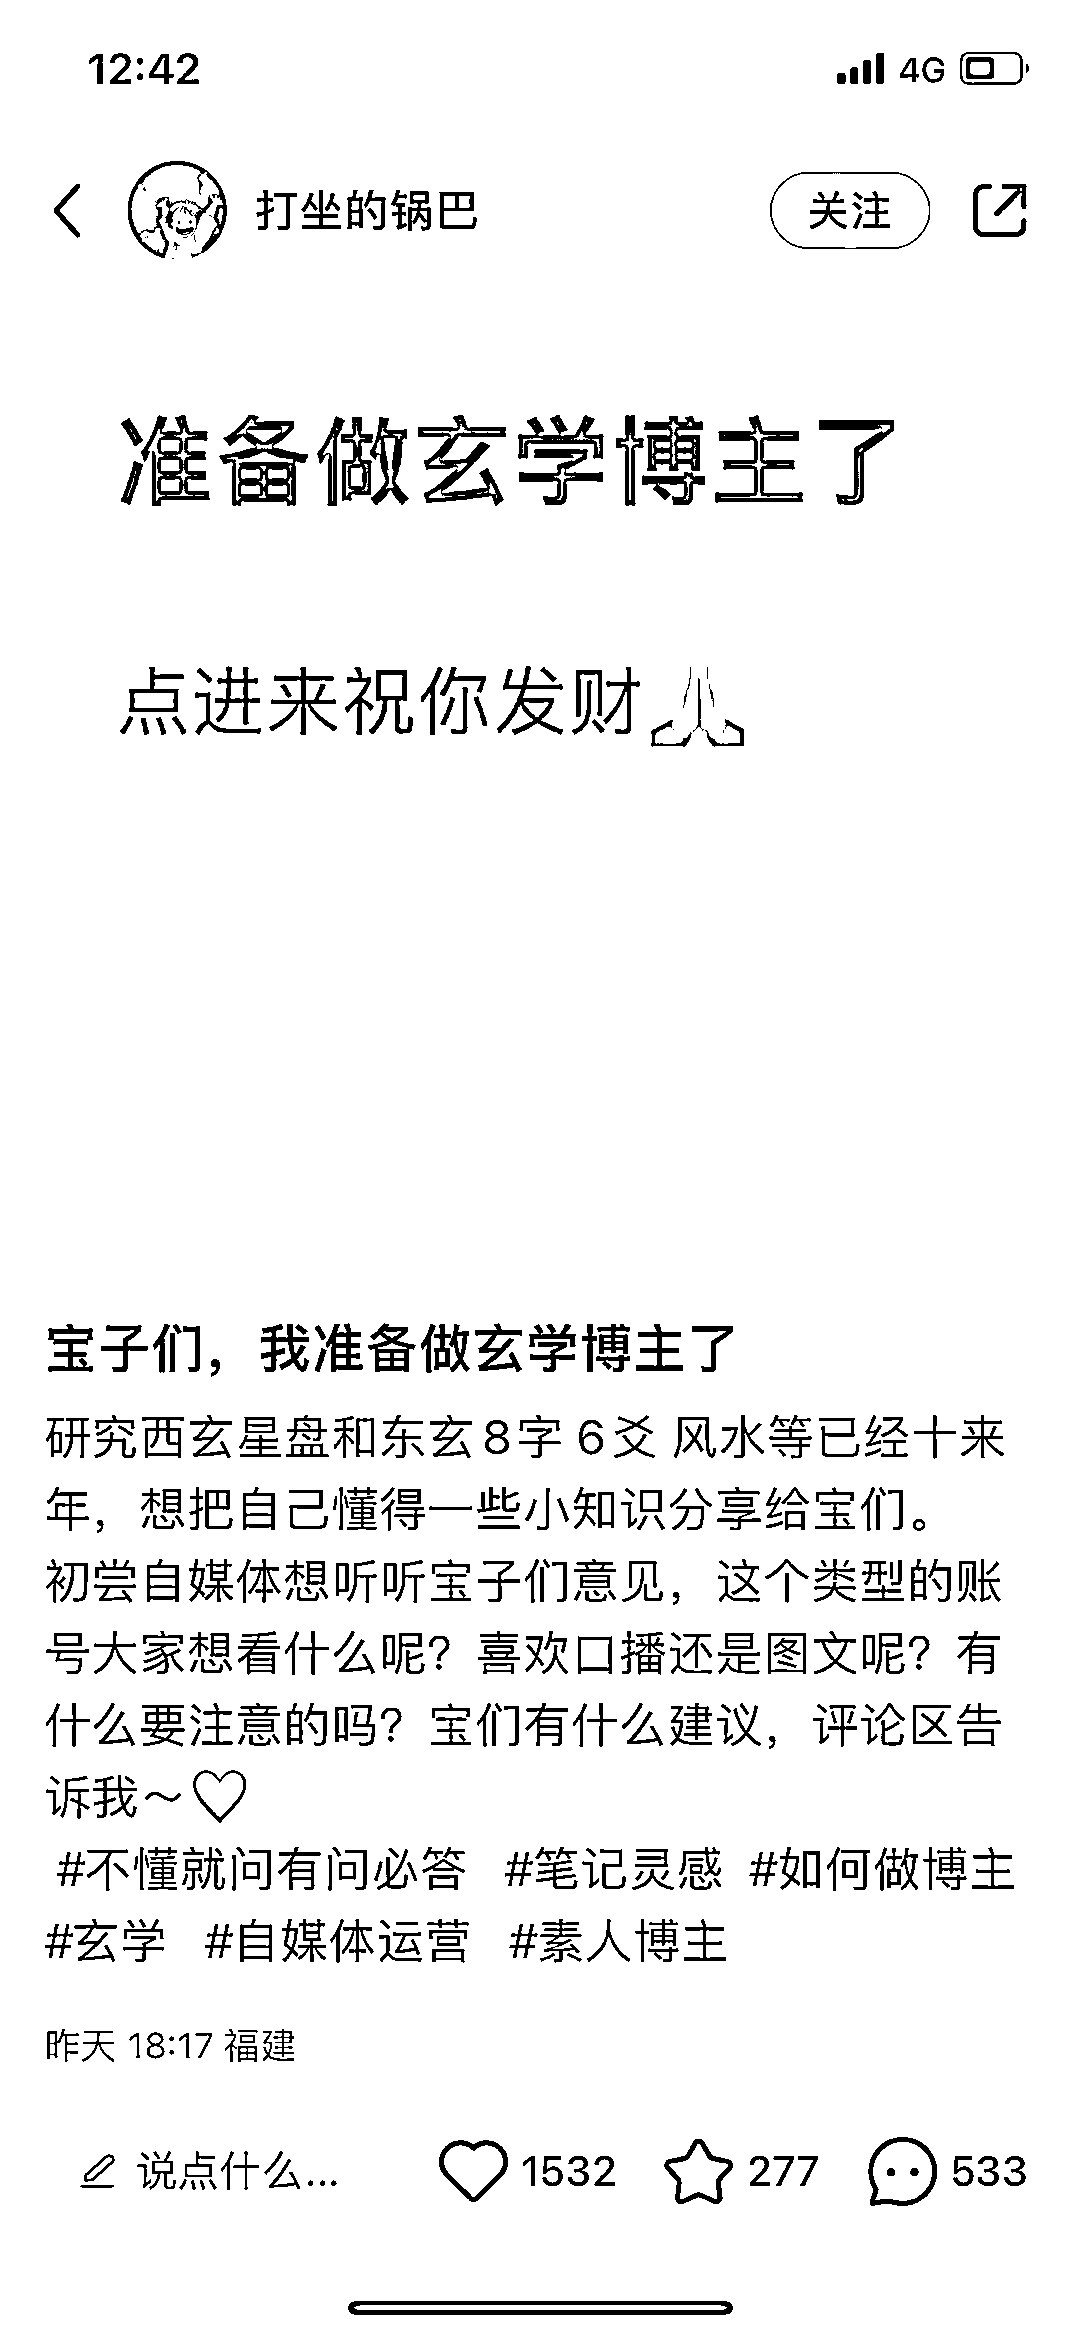 12:42 4G
打坐的锅巴 关注
准备做玄学博主了
点进来祝你发财🙏
宝子们，我准备做玄学博主了
研究西玄星盘和东玄8字 6爻 风水等已经十来
年，想把自己懂得一些小知识分享给宝们。
初尝自媒体想听听宝子们意见，这个类型的账
号大家想看什么呢？喜欢口播还是图文呢？有
什么要注意的吗？宝们有什么建议，评论区告
诉我～♡
#不懂就问有问必答 #笔记灵感 #如何做博主
#玄学 #自媒体运营 #素人博主
昨天 18:17 福建
说点什么... 1532 277 533